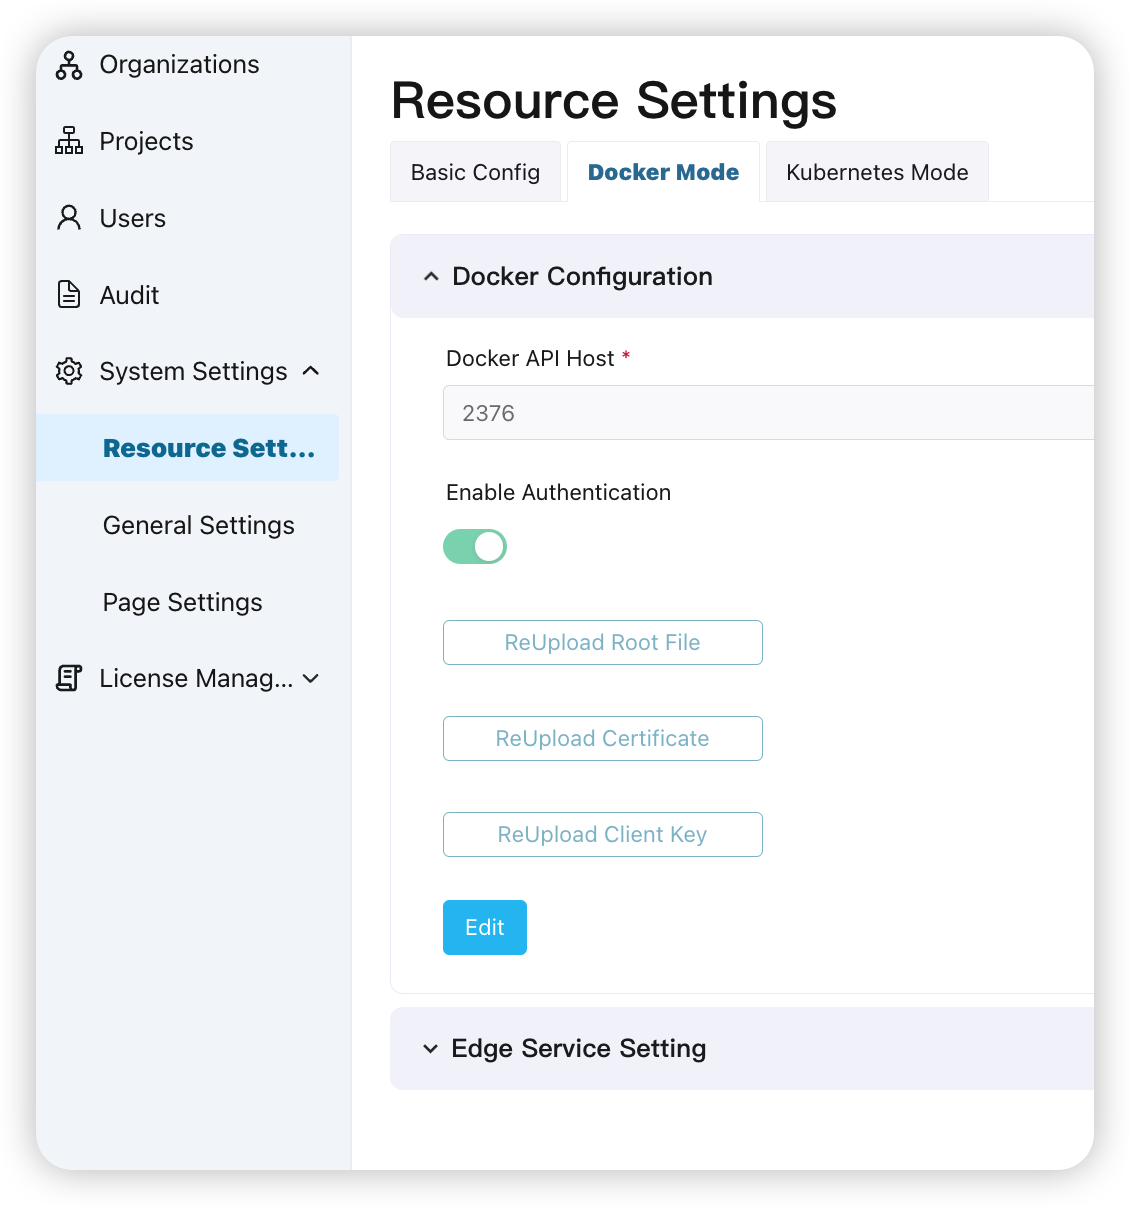 Organizations
Projects
Users
Audit
System Settings
Resource Sett...
General Settings
Page Settings
License Manag...
Resource Settings
Basic Config
Docker Mode
Kubernetes Mode
Docker Configuration
Docker API Host *
2376
Enable Authentication
ReUpload Root File
ReUpload Certificate
ReUpload Client Key
Edit
Edge Service Setting